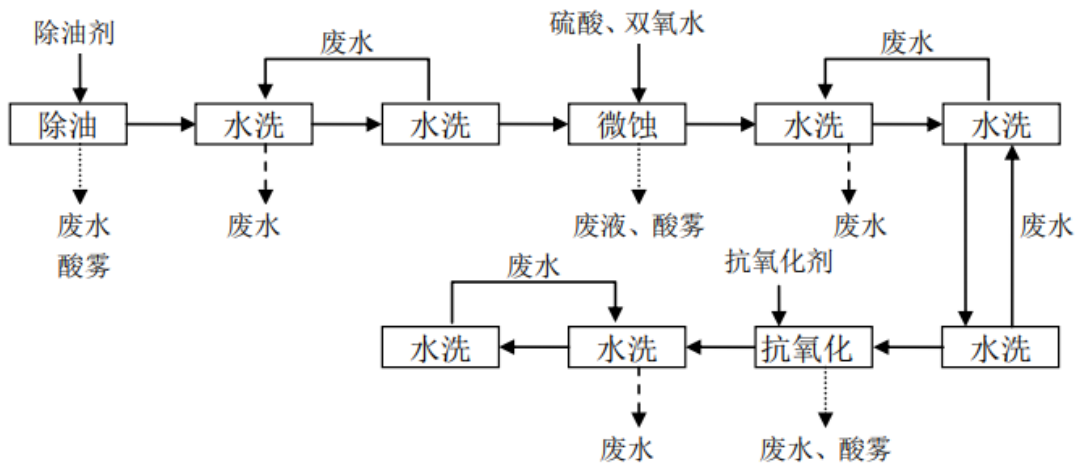 除油剂
废水
硫酸、双氧水
废水
除油
水洗
水洗
微蚀
水洗
水洗
废水
酸雾
废水
废液、酸雾
废水
废水
废水
抗氧化剂
水洗
水洗
抗氧化
水洗
废水
废水、酸雾